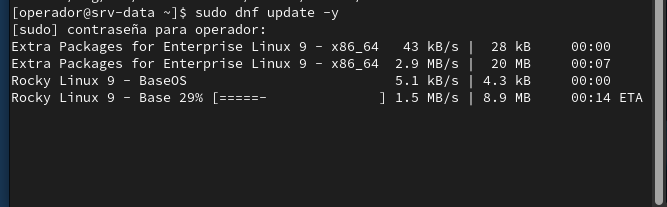 [operador@srv-data ~]$ sudo dnf update -y
[sudo] contraseña para operador:
Extra Packages for Enterprise Linux 9 - x86_64   43 kB/s |  28 kB     00:00
Extra Packages for Enterprise Linux 9 - x86_64  2.9 MB/s |  20 MB     00:07
Rocky Linux 9 - BaseOS                          5.1 kB/s | 4.3 kB     00:00
Rocky Linux 9 - Base 29% [=====-              ] 1.5 MB/s | 8.9 MB     00:14 ETA